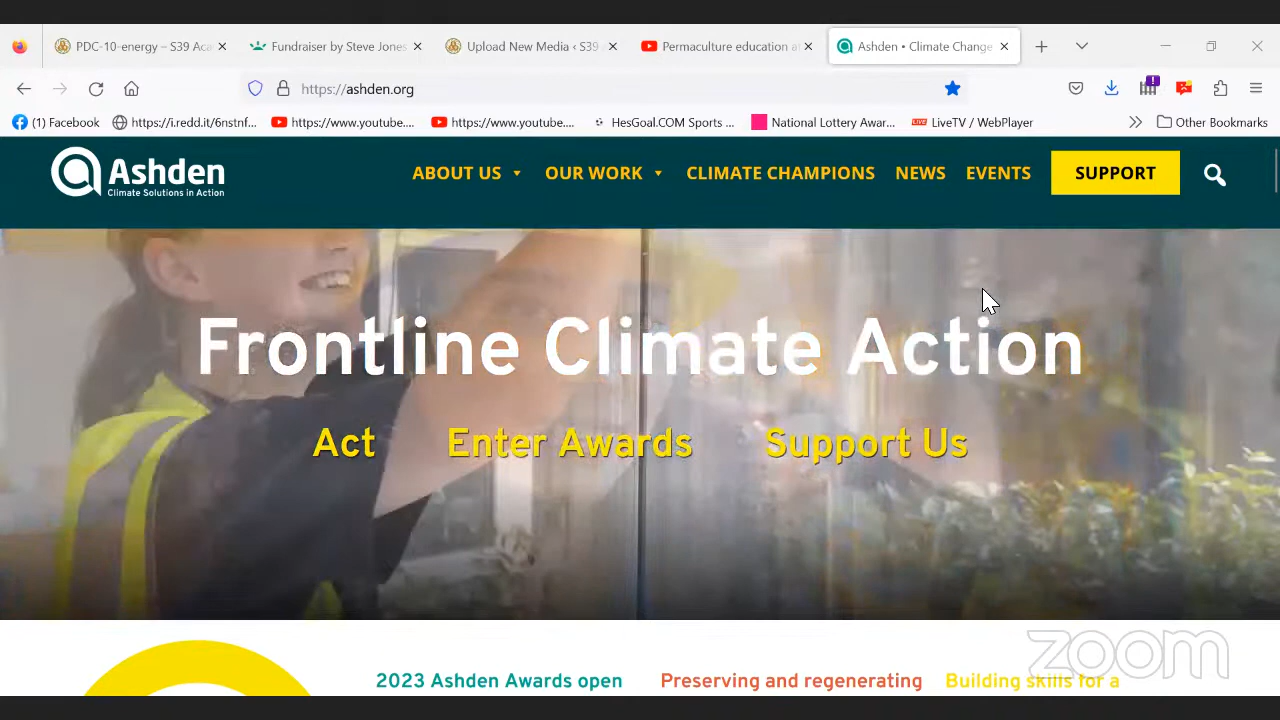 PDC-10-energy – S39 Aca
Fundraiser by Steve Jones
Upload New Media ‹ S39
Permaculture education a
Ashden • Climate Change
https://ashden.org
(1) Facebook
https://i.redd.it/6nstnf...
https://www.youtube....
https://www.youtube....
HesGoal.COM Sports ...
National Lottery Awar...
LIVE
LiveTV / WebPlayer
Other Bookmarks
Ashden
Climate Solutions in Action
ABOUT US
OUR WORK
CLIMATE CHAMPIONS
NEWS
EVENTS
SUPPORT
Frontline Climate Action
Act
Enter Awards
Support Us
zoom
2023 Ashden Awards open
Preserving and regenerating
Building skills for a